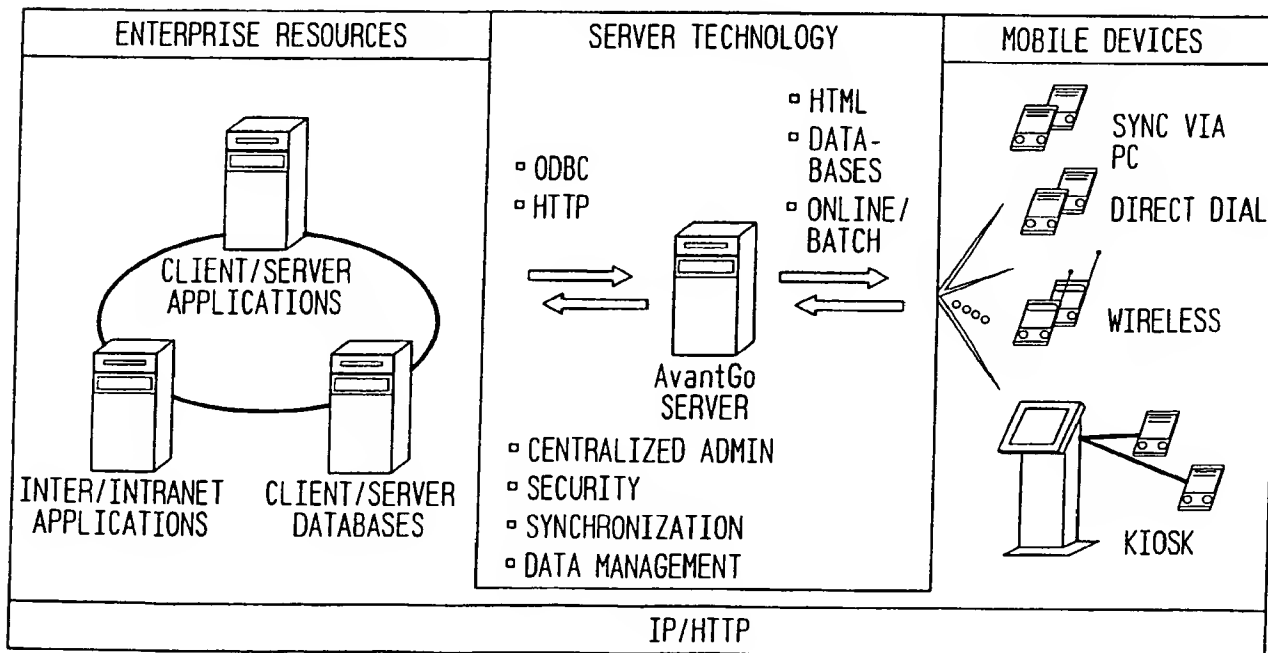 ENTERPRISE RESOURCES
CLIENT/SERVER
APPLICATIONS
INTER/INTRANET
APPLICATIONS
CLIENT/SERVER
DATABASES
SERVER TECHNOLOGY
▫ ODBC
▫ HTTP
▫ HTML
▫ DATA-
BASES
▫ ONLINE/
BATCH
AvantGo
SERVER
▫ CENTRALIZED ADMIN
▫ SECURITY
▫ SYNCHRONIZATION
▫ DATA MANAGEMENT
MOBILE DEVICES
SYNC VIA
PC
DIRECT DIAL
WIRELESS
KIOSK
IP/HTTP